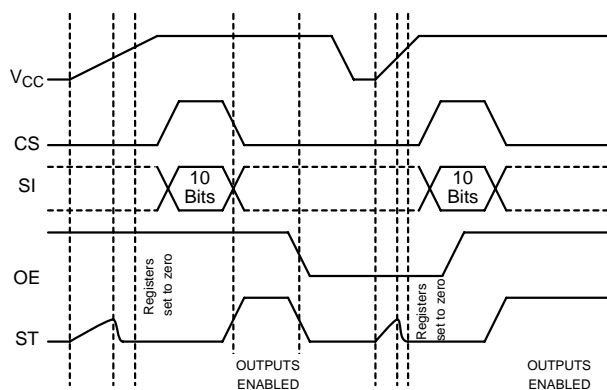 VCC
CS
SI
10
Bits
10
Bits
OE
Registers
set to zero
Registers
set to zero
ST
OUTPUTS
ENABLED
OUTPUTS
ENABLED